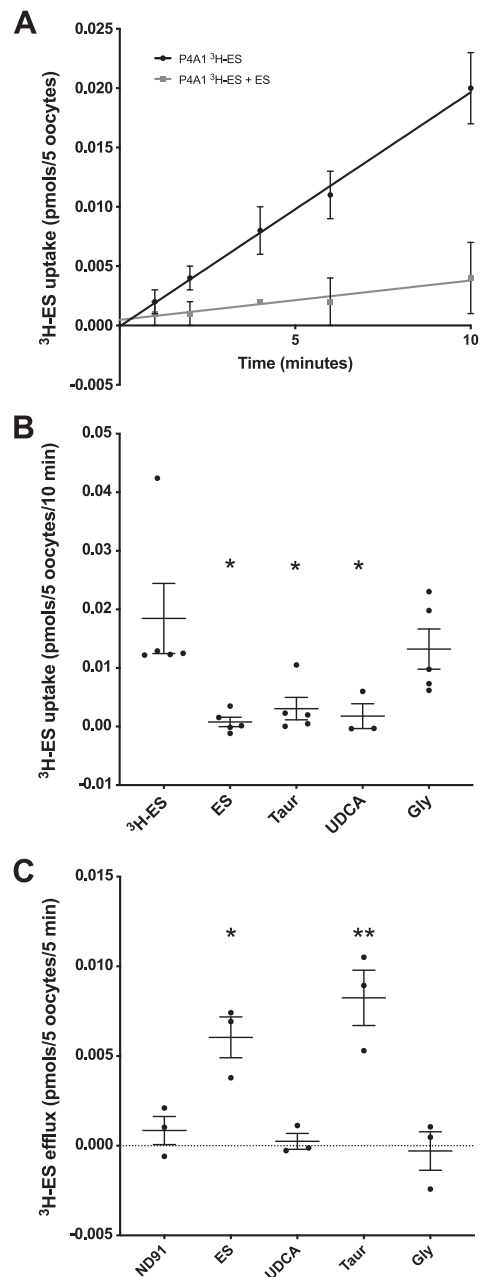 A
P4A1 ³H-ES
P4A1 ³H-ES + ES
³H-ES uptake (pmols/5 oocytes)
0.020
0.015
0.010
0.005
0.000
-0.005
5
10
Time (minutes)
B
³H-ES uptake (pmols/5 oocytes/10 min)
0.05
0.04
0.03
0.02
0.01
0.00
-0.01
*
*
*
³H-ES
ES
Taur
UDCA
Gly
C
³H-ES efflux (pmols/5 oocytes/5 min)
0.015
0.010
0.005
0.000
-0.005
*
**
ND91
ES
UDCA
Taur
Gly